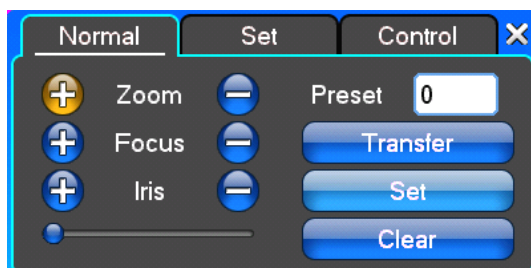 Normal Set Control
Zoom Preset 0
Focus Transfer
Iris Set
Clear